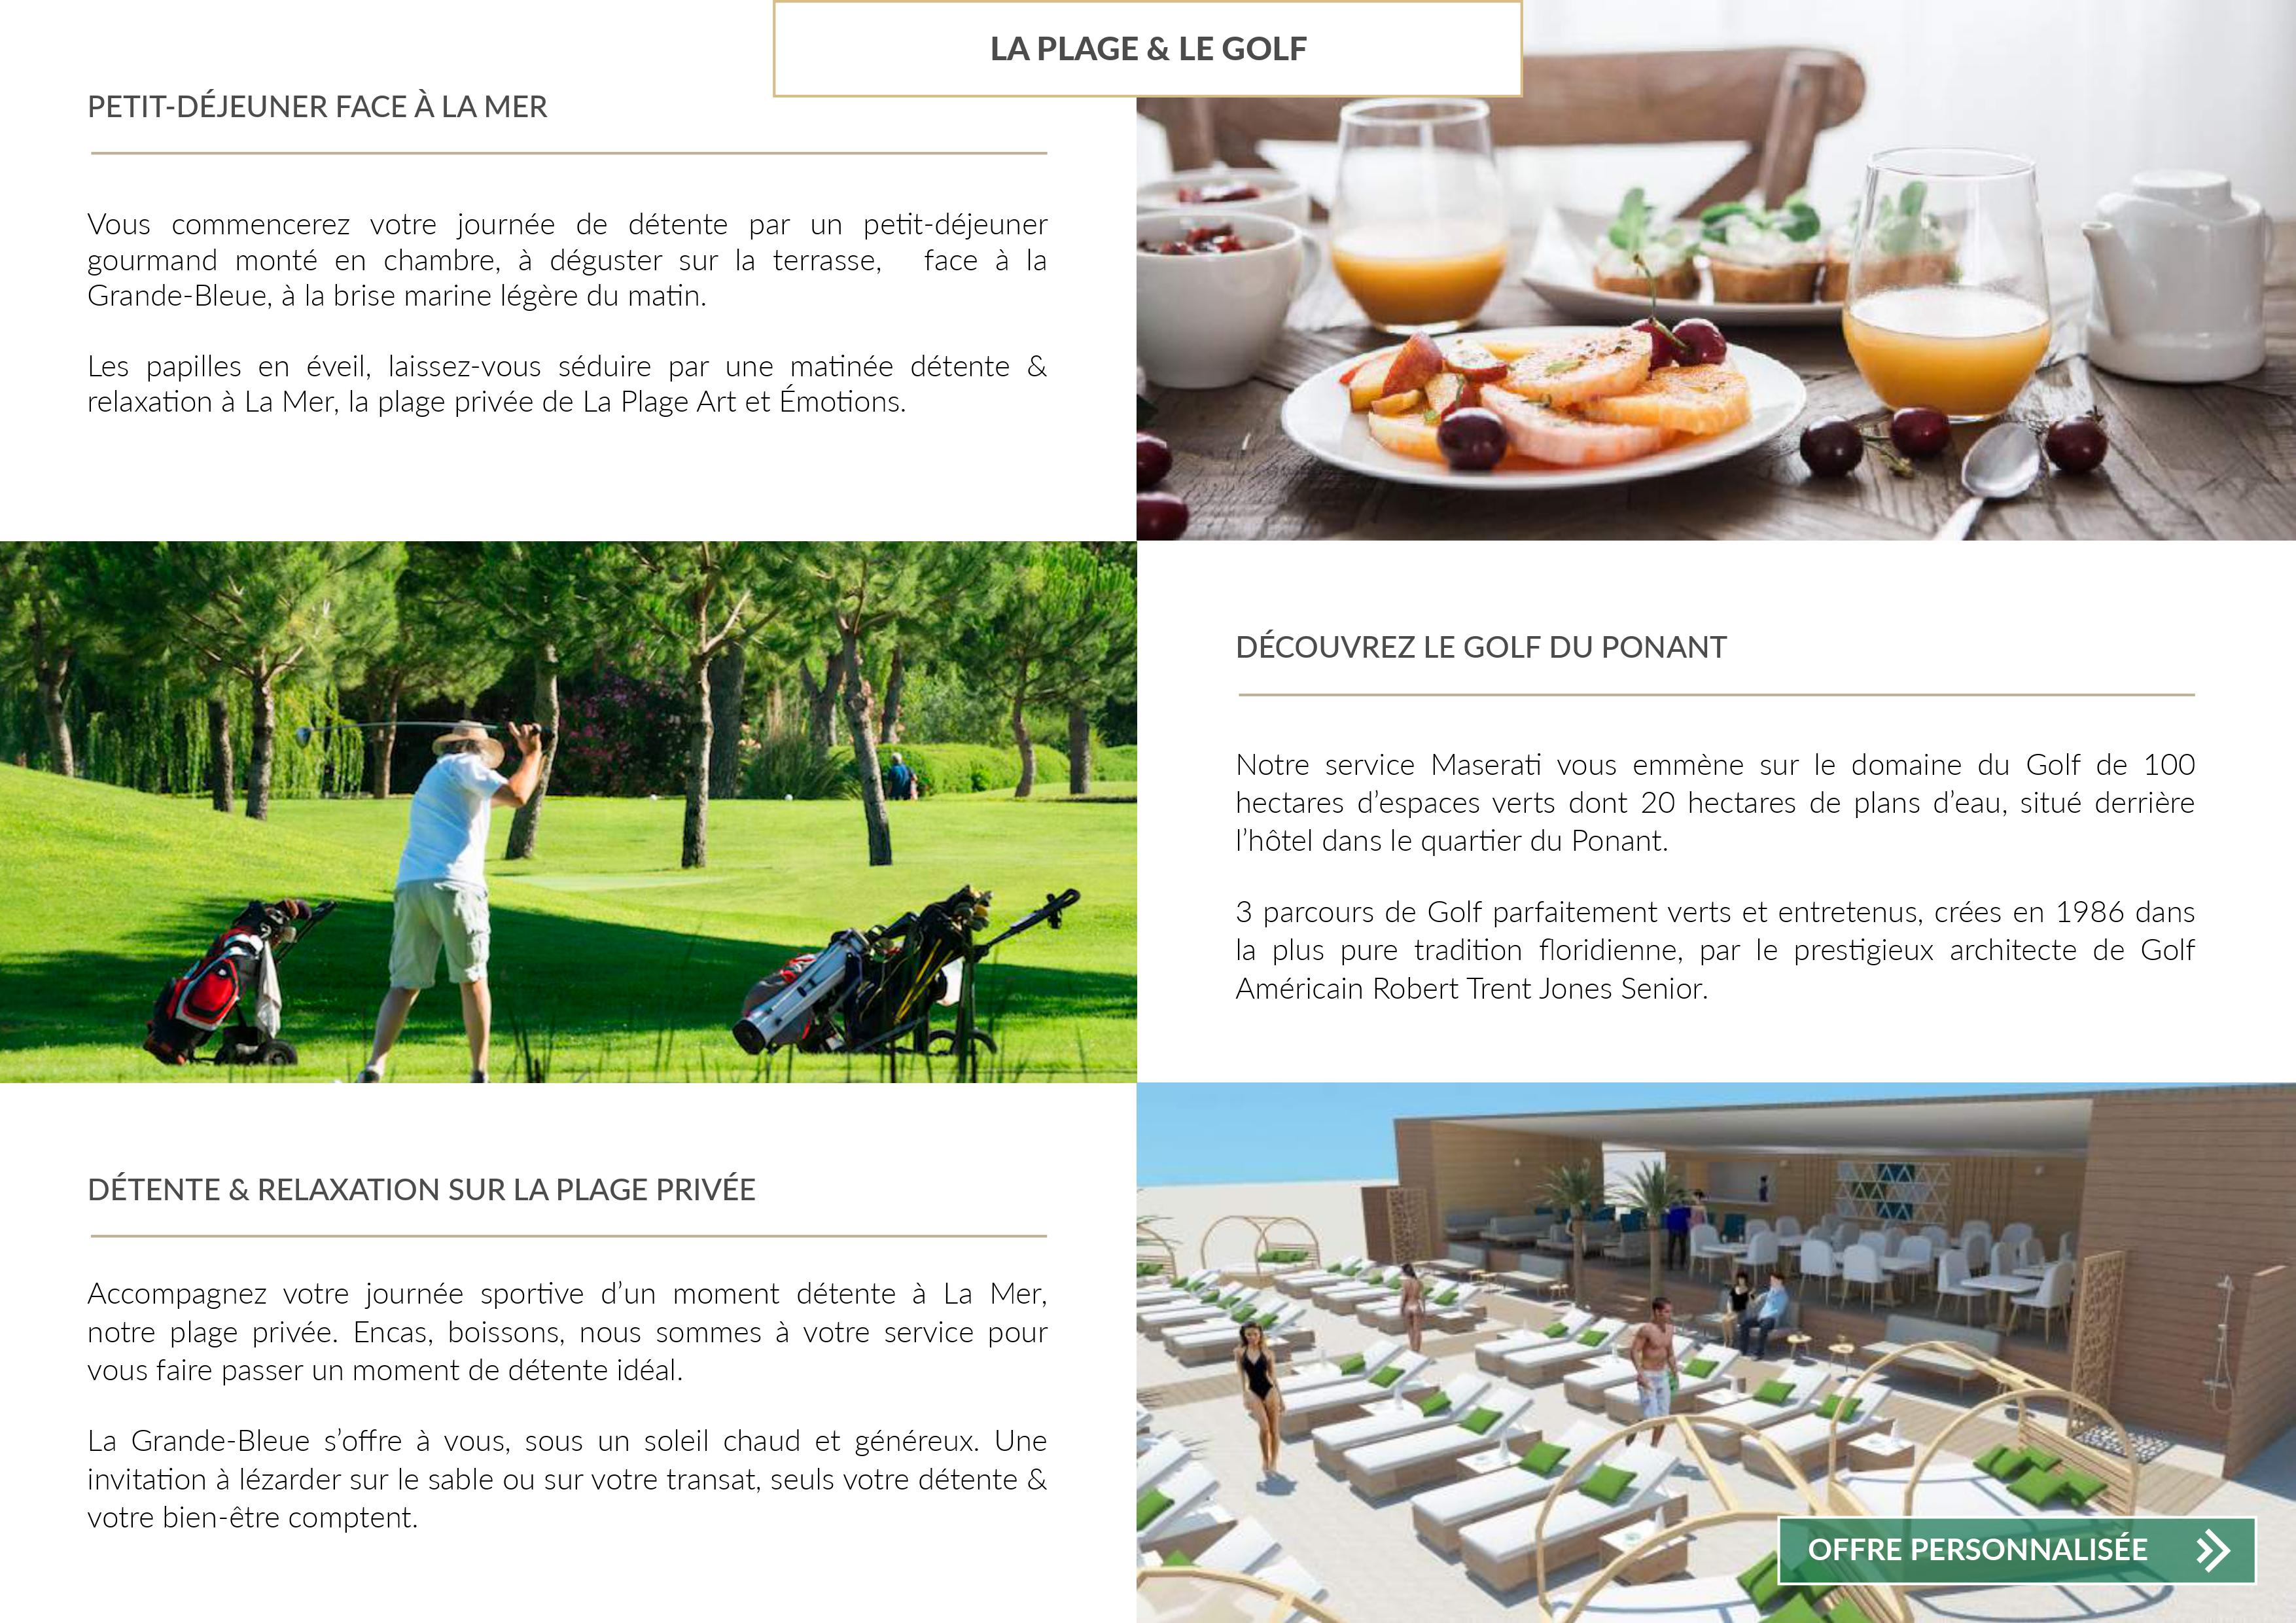 LA PLAGE & LE GOLF
PETIT-DÉJEUNER FACE À LA MER
Vous commencerez votre journée de détente par un petit-déjeuner
gourmand monté en chambre, à déguster sur la terrasse, face à la
Grande-Bleue, à la brise marine légère du matin.
Les papilles en éveil, laissez-vous séduire par une matinée détente &
relaxation à La Mer, la plage privée de La Plage Art et Émotions.
DÉCOUVREZ LE GOLF DU PONANT
Notre service Maserati vous emmène sur le domaine du Golf de 100
hectares d’espaces verts dont 20 hectares de plans d’eau, situé derrière
l’hôtel dans le quartier du Ponant.
3 parcours de Golf parfaitement verts et entretenus, crées en 1986 dans
la plus pure tradition floridienne, par le prestigieux architecte de Golf
Américain Robert Trent Jones Senior.
DÉTENTE & RELAXATION SUR LA PLAGE PRIVÉE
Accompagnez votre journée sportive d’un moment détente à La Mer,
notre plage privée. Encas, boissons, nous sommes à votre service pour
vous faire passer un moment de détente idéal.
La Grande-Bleue s’offre à vous, sous un soleil chaud et généreux. Une
invitation à lézarder sur le sable ou sur votre transat, seuls votre détente &
votre bien-être comptent.
OFFRE PERSONNALISÉE